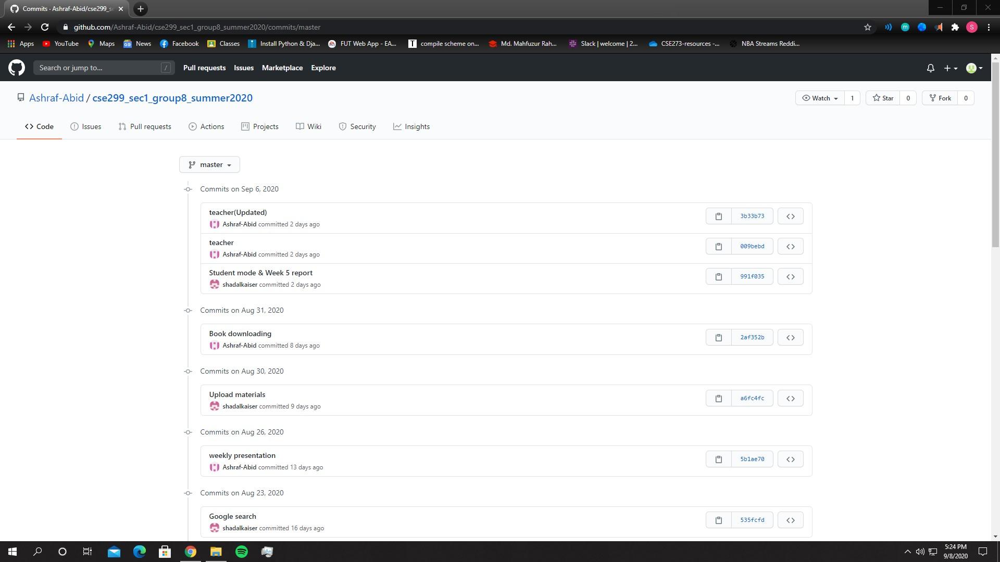 Commits · Ashraf-Abid/cse299_s
github.com/Ashraf-Abid/cse299_sec1_group8_summer2020/commits/master
m
S
Apps YouTube Maps News Facebook Classes Install Python & Dja... FUT Web App - EA... T compile scheme on... Md. Mahfuzur Rah... Slack | welcome | 2... CSE273-resources -... NBA Streams Reddi...
Search or jump to... / Pull requests Issues Marketplace Explore
Ashraf-Abid / cse299_sec1_group8_summer2020
Watch 1 Star 0 Fork 0
Code Issues Pull requests Actions Projects Wiki Security Insights
master
Commits on Sep 6, 2020
teacher(Updated)
Ashraf-Abid committed 2 days ago
3b33b73
teacher
Ashraf-Abid committed 2 days ago
009bebd
Student mode & Week 5 report
shadalkaiser committed 2 days ago
991f035
Commits on Aug 31, 2020
Book downloading
Ashraf-Abid committed 8 days ago
2af352b
Commits on Aug 30, 2020
Upload materials
shadalkaiser committed 9 days ago
a6fc4fc
Commits on Aug 26, 2020
weekly presentation
Ashraf-Abid committed 13 days ago
5b1ae70
Commits on Aug 23, 2020
Google search
shadalkaiser committed 16 days ago
535fcfd
5:24 PM
9/8/2020